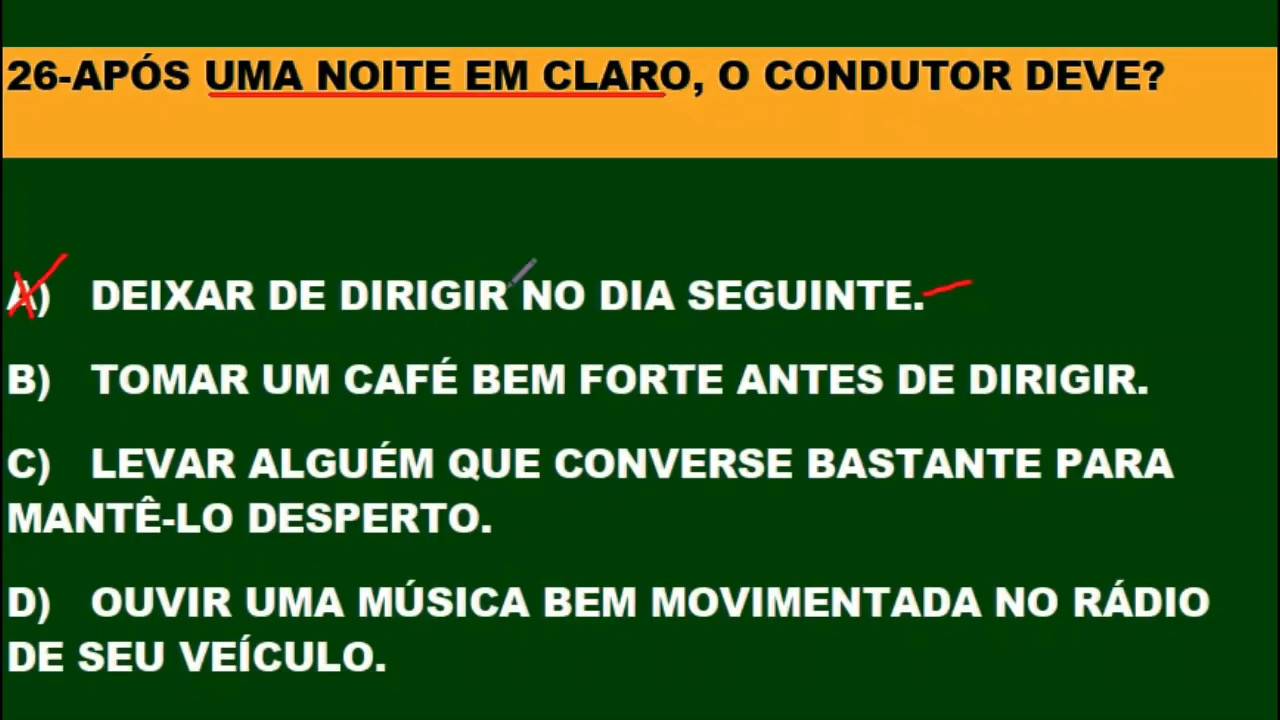 26-APÓS UMA NOITE EM CLARO, O CONDUTOR DEVE?
A) DEIXAR DE DIRIGIR NO DIA SEGUINTE.
B) TOMAR UM CAFÉ BEM FORTE ANTES DE DIRIGIR.
C) LEVAR ALGUÉM QUE CONVERSE BASTANTE PARA
MANTÊ-LO DESPERTO.
D) OUVIR UMA MÚSICA BEM MOVIMENTADA NO RÁDIO
DE SEU VEÍCULO.